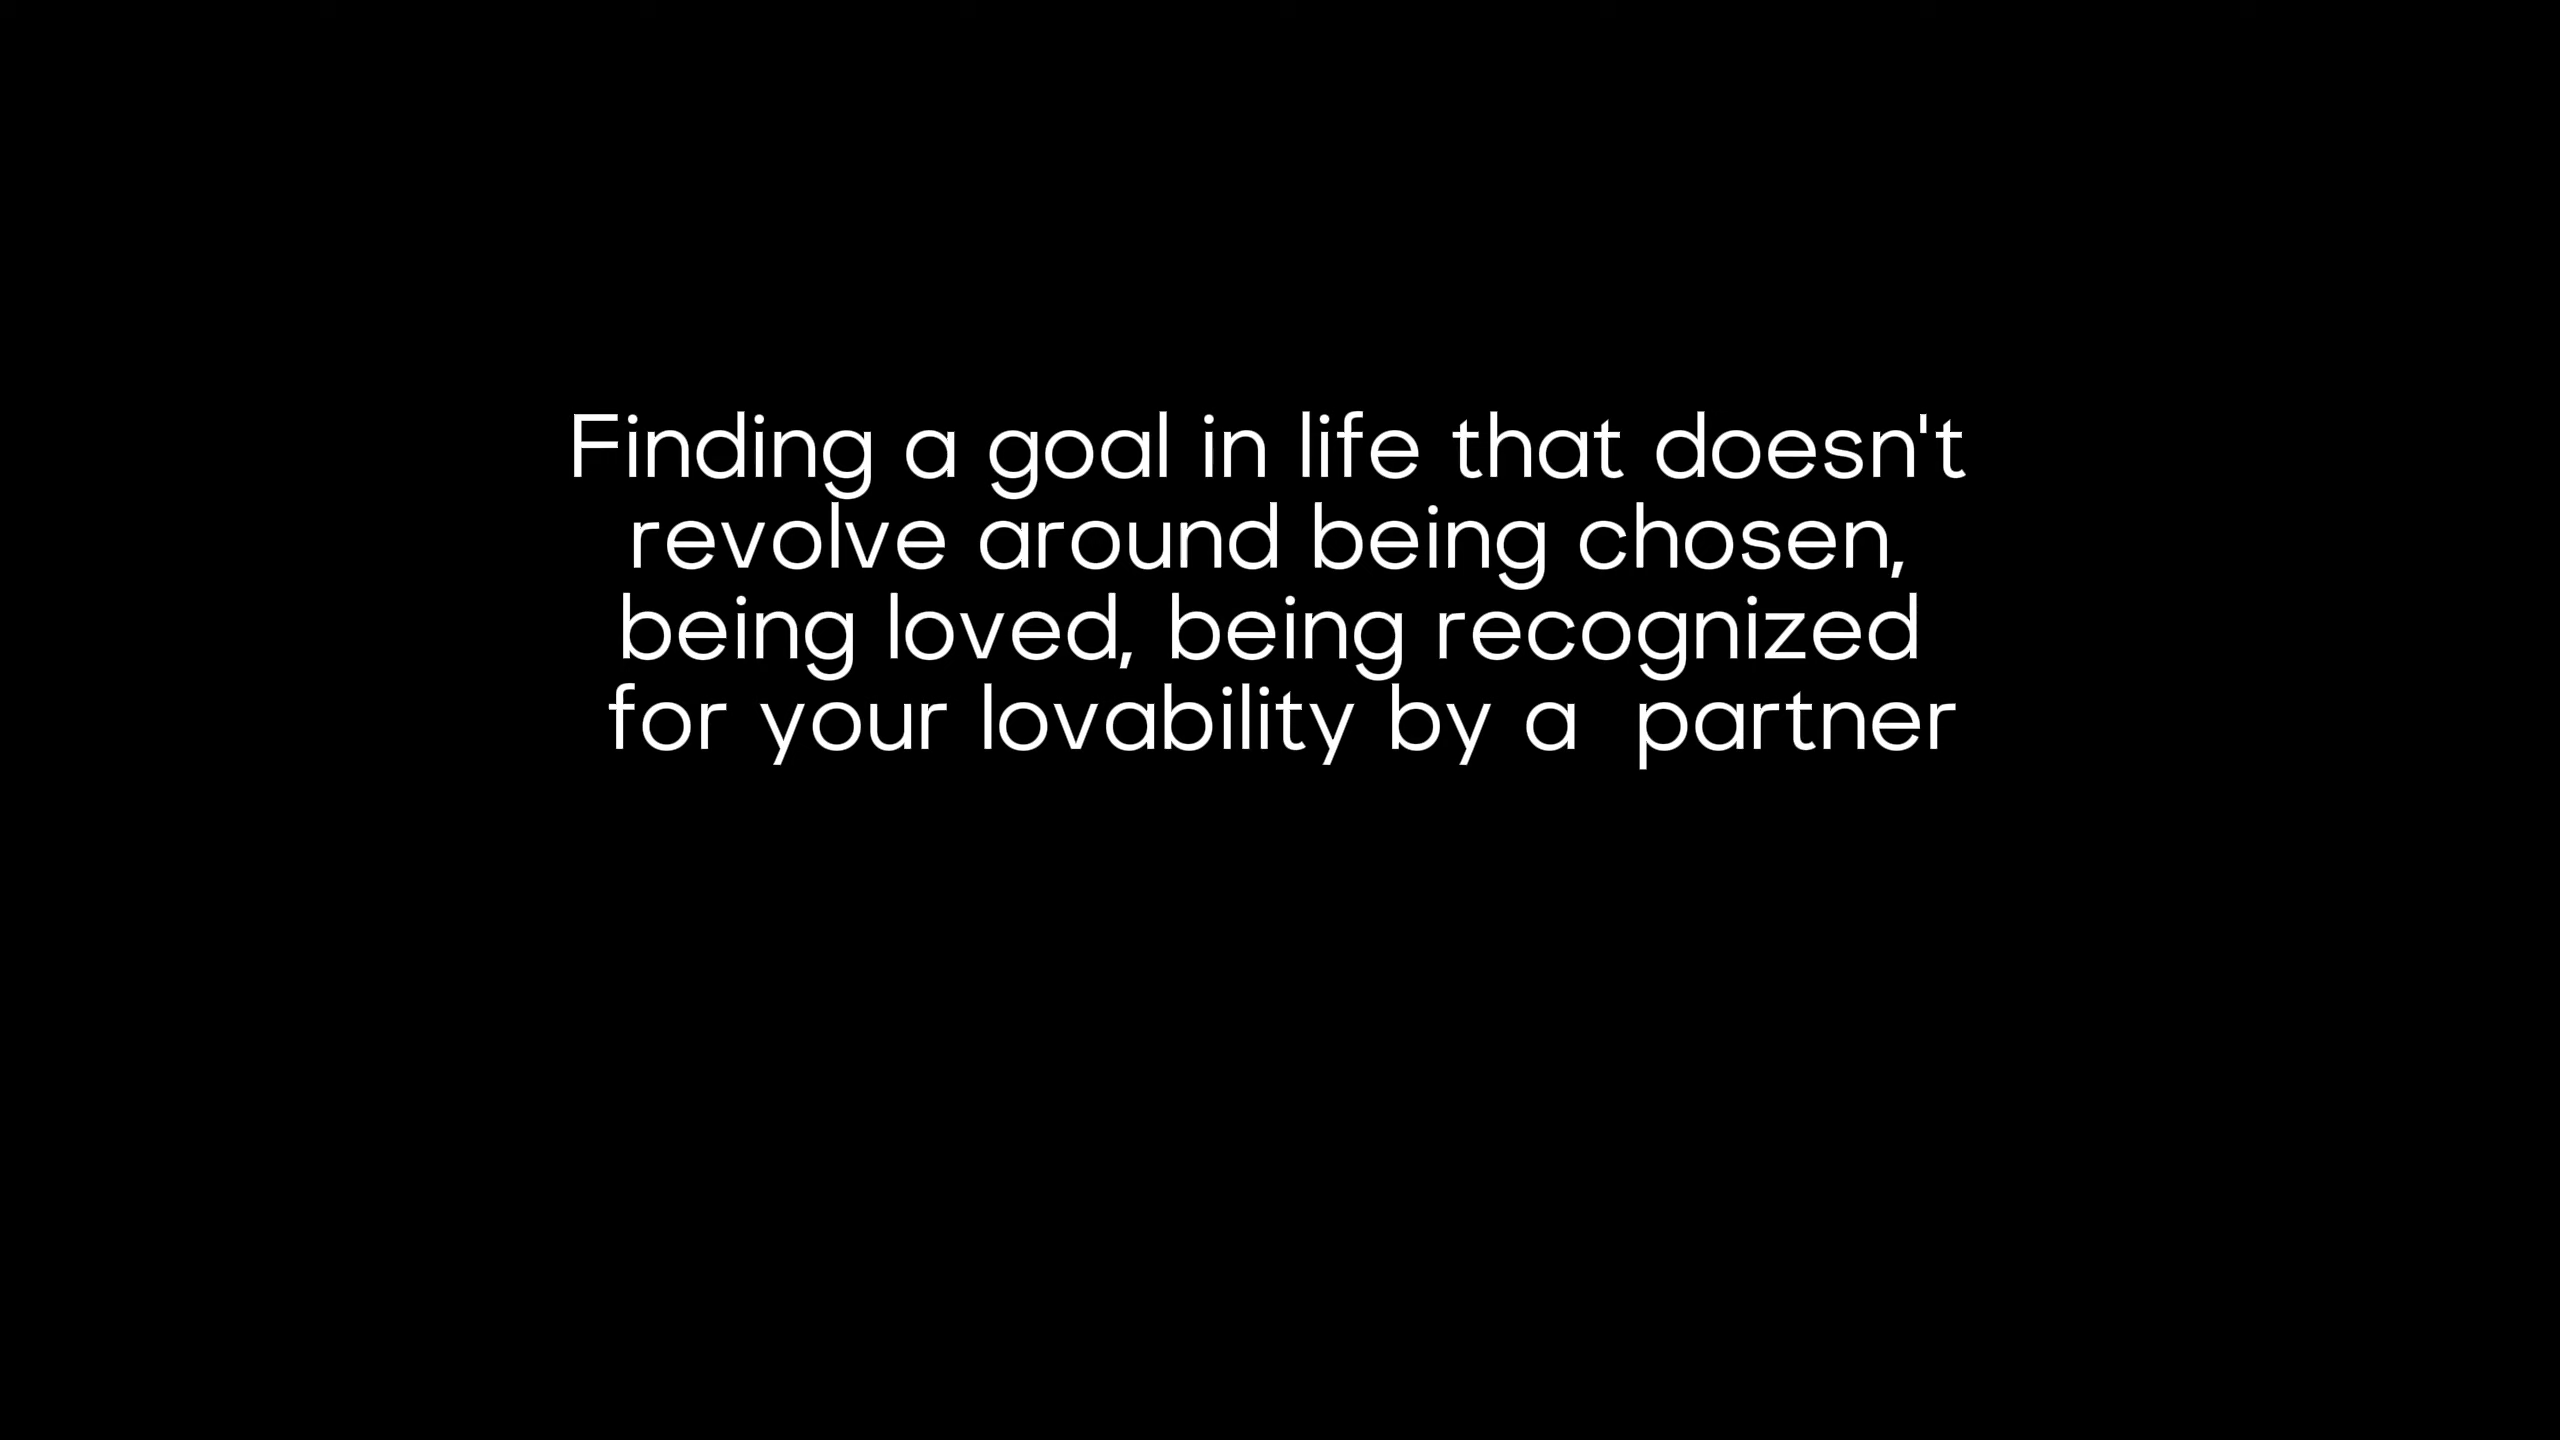 Finding a goal in life that doesn't
revolve around being chosen,
being loved, being recognized
for your lovability by a  partner